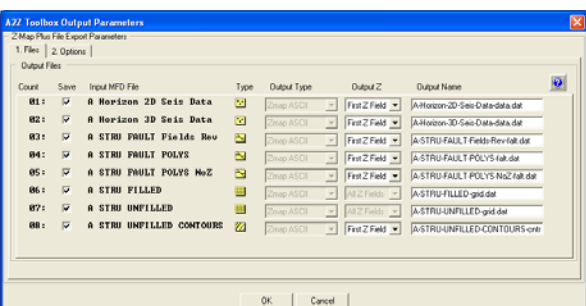 A2Z Toolbox Output Parameters
Z-Map Plus File Export Parameters
1. Files 2. Options
Output Files
Count Save Input MFD File Type Output Type Output Z Output Name
01: A Horizon 2D Seis Data Zmap ASCII First Z Field A-Horizon-2D-Seis-Data-data.dat
02: A Horizon 3D Seis Data Zmap ASCII First Z Field A-Horizon-3D-Seis-Data-data.dat
03: A STRU FAULT Fields Rev Zmap ASCII First Z Field A-STRU-FAULT-Fields-Rev-falt.dat
04: A STRU FAULT POLYS Zmap ASCII First Z Field A-STRU-FAULT-POLYS-falt.dat
05: A STRU FAULT POLYS NoZ Zmap ASCII First Z Field A-STRU-FAULT-POLYS-NoZ-falt.dat
06: A STRU FILLED Zmap ASCII All Z Fields A-STRU-FILLED-grid.dat
07: A STRU UNFILLED Zmap ASCII All Z Fields A-STRU-UNFILLED-grid.dat
08: A STRU UNFILLED CONTOURS Zmap ASCII First Z Field A-STRU-UNFILLED-CONTOURS-cntr
OK Cancel